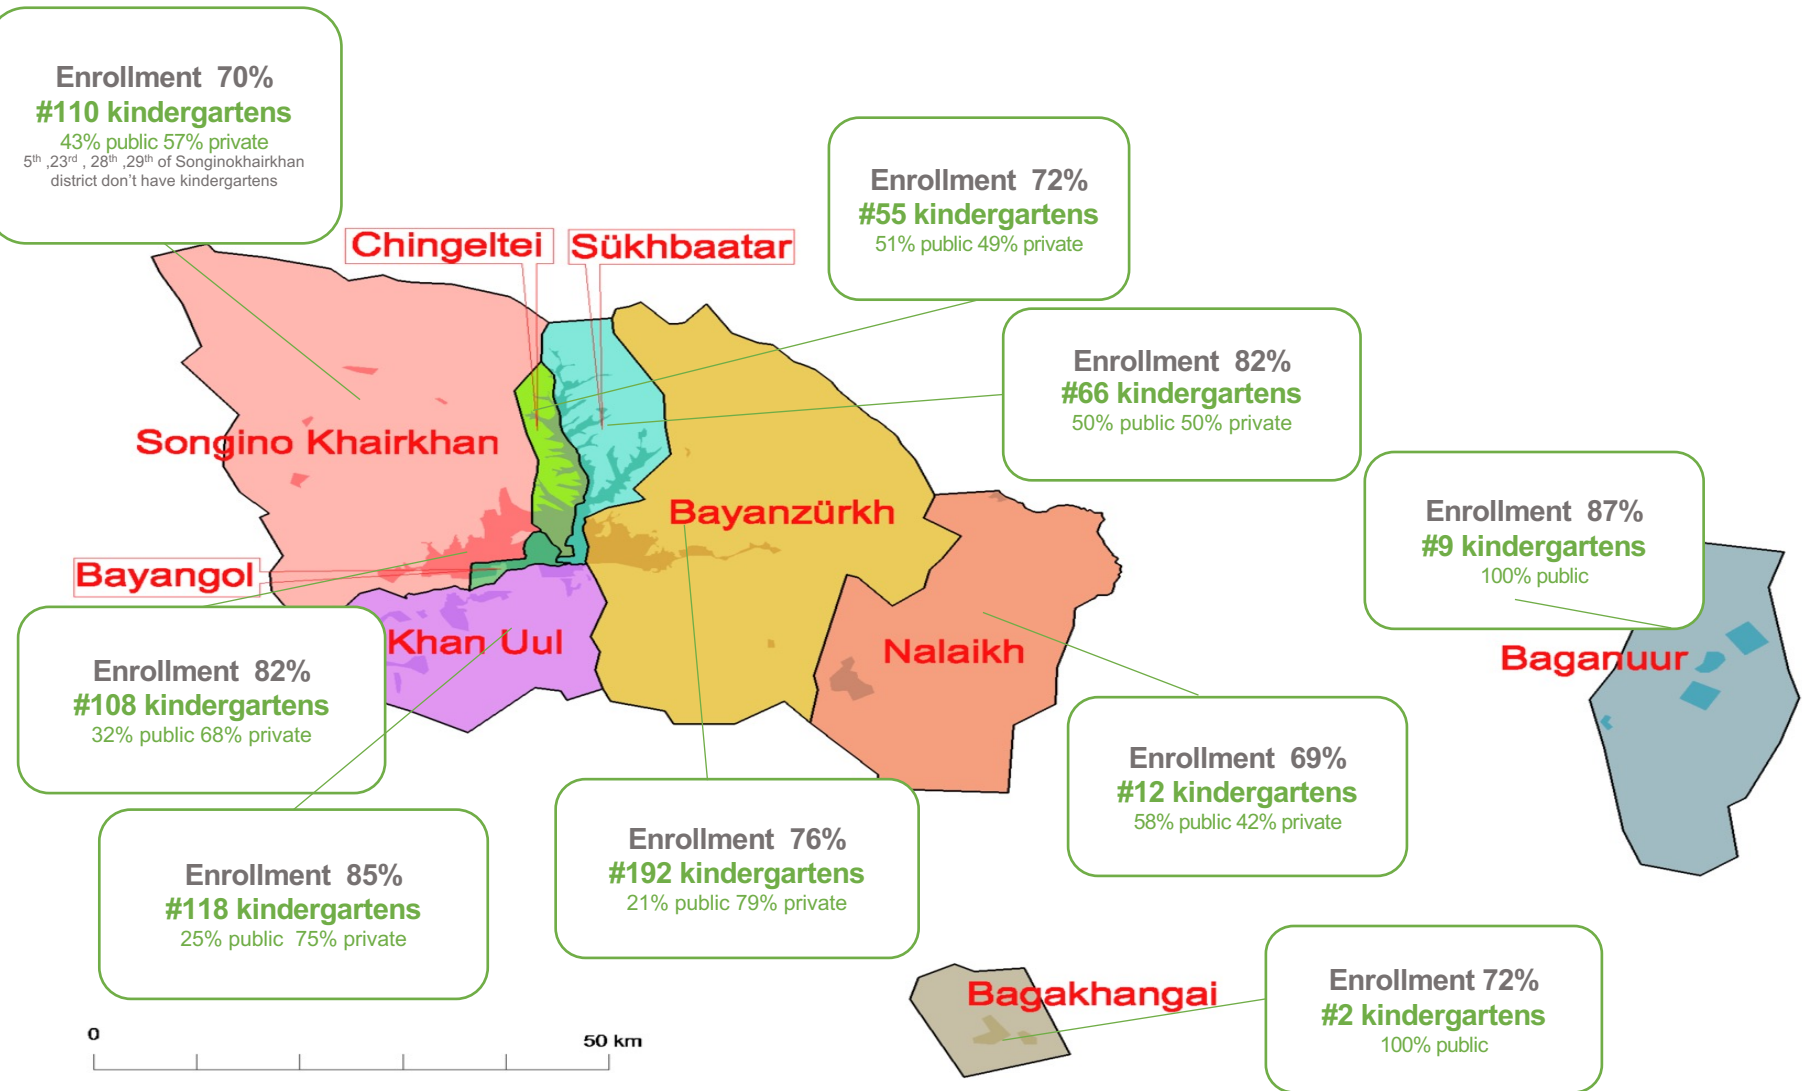 Enrollment 70%
#110 kindergartens
43% public 57% private
5th ,23rd , 28th ,29th of Songinokhairkhan
district don't have kindergartens
Enrollment 72%
#55 kindergartens
51% public 49% private
Chingeltei
Sükhbaatar
Enrollment 82%
#66 kindergartens
50% public 50% private
Songino Khairkhan
Bayanzürkh
Enrollment 87%
#9 kindergartens
100% public
Bayangol
Khan Uul
Nalaikh
Baganuur
Enrollment 82%
#108 kindergartens
32% public 68% private
Enrollment 69%
#12 kindergartens
58% public 42% private
Enrollment 85%
#118 kindergartens
25% public 75% private
Enrollment 76%
#192 kindergartens
21% public 79% private
Bagakhangai
Enrollment 72%
#2 kindergartens
100% public
0
50 km